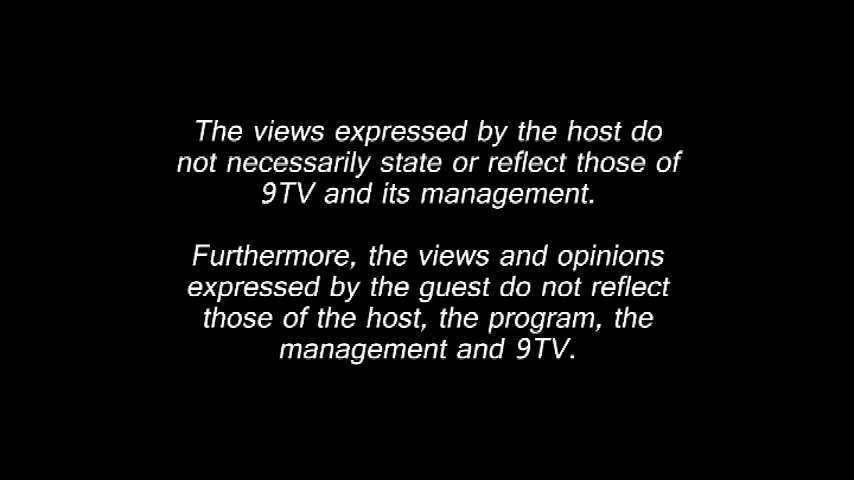 The views expressed by the host do
not necessarily state or reflect those of
9TV and its management.
Furthermore, the views and opinions
expressed by the guest do not reflect
those of the host, the program, the
management and 9TV.